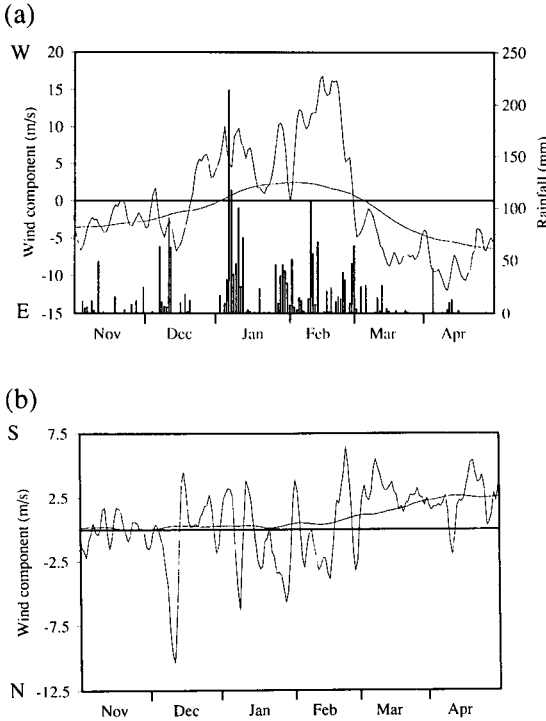 (a)
W
Wind component (m/s)
20
15
10
5
0
-5
-10
-15
E
250
200
150
100
50
0
Rainfall (mm)
Nov Dec Jan Feb Mar Apr
(b)
S
Wind component (m/s)
7.5
2.5
-2.5
-7.5
-12.5
N
Nov Dec Jan Feb Mar Apr